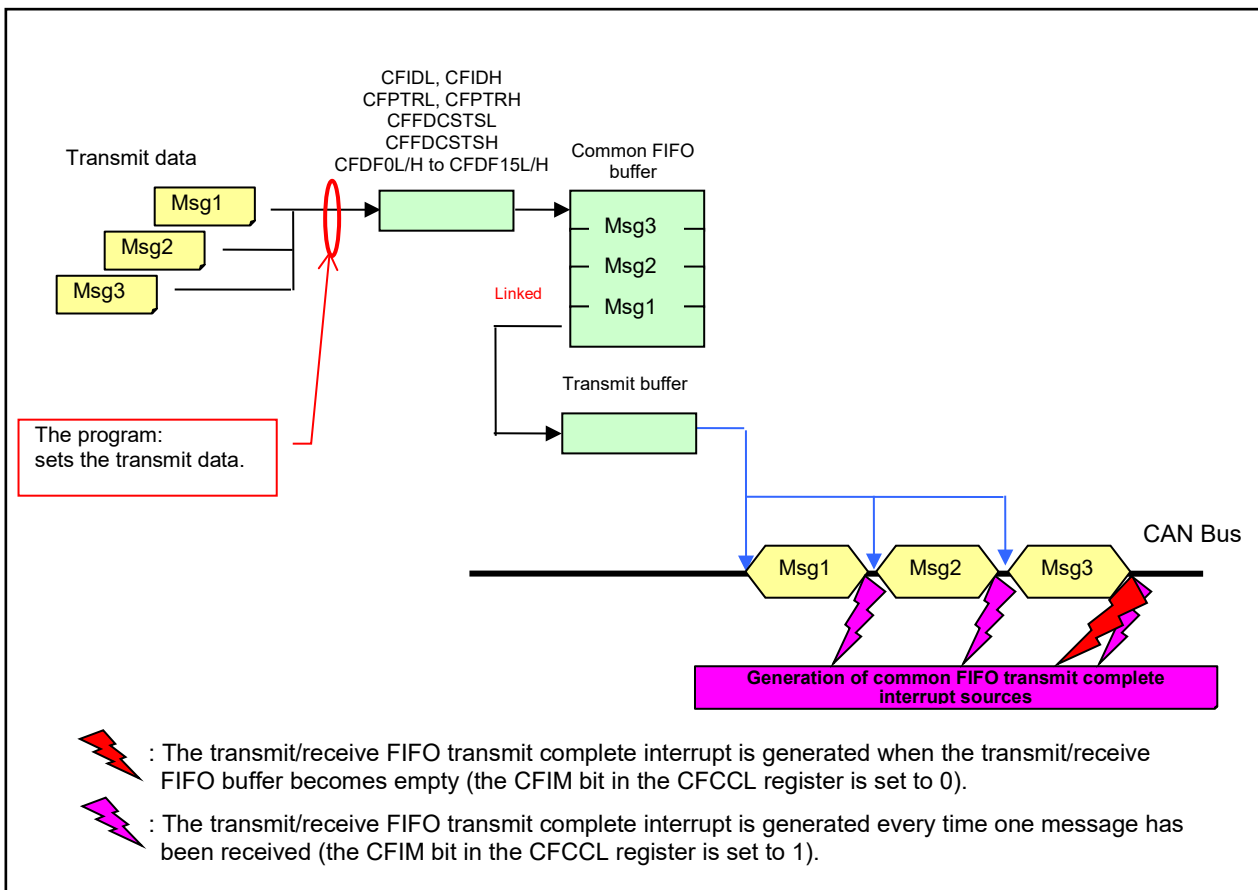 CFIDL, CFIDH
CFPTRL, CFPTRH
CFFDCSTSL
CFFDCSTSH
CFDF0L/H to CFDF15L/H
Transmit data
Common FIFO
buffer
Msg1
Msg2
Msg3
Msg3
Msg2
Msg1
Linked
Transmit buffer
The program:
sets the transmit data.
CAN Bus
Msg1
Msg2
Msg3
Generation of common FIFO transmit complete
interrupt sources
: The transmit/receive FIFO transmit complete interrupt is generated when the transmit/receive
FIFO buffer becomes empty (the CFIM bit in the CFCCL register is set to 0).
: The transmit/receive FIFO transmit complete interrupt is generated every time one message has
been received (the CFIM bit in the CFCCL register is set to 1).